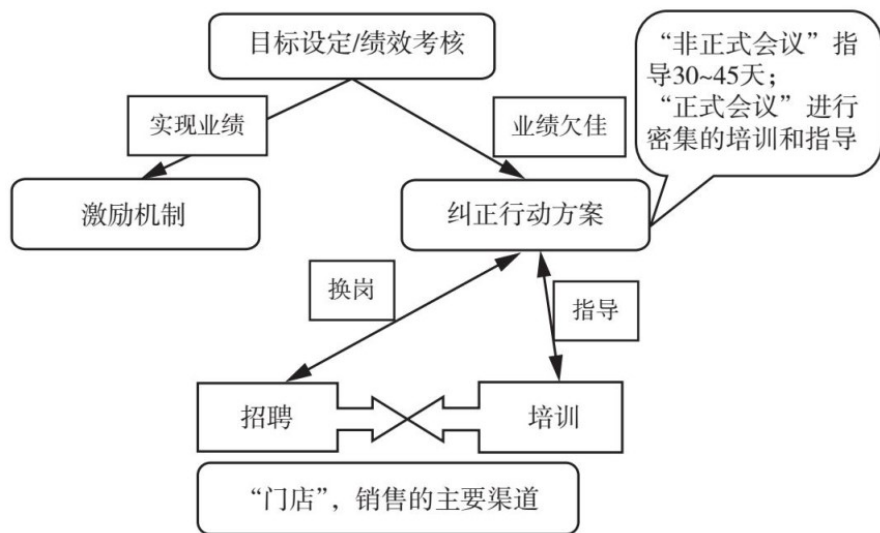 目标设定/绩效考核
“非正式会议”指
导30~45天；
“正式会议”进行
密集的培训和指导
实现业绩
业绩欠佳
激励机制
纠正行动方案
换岗
指导
招聘
培训
“门店”，销售的主要渠道